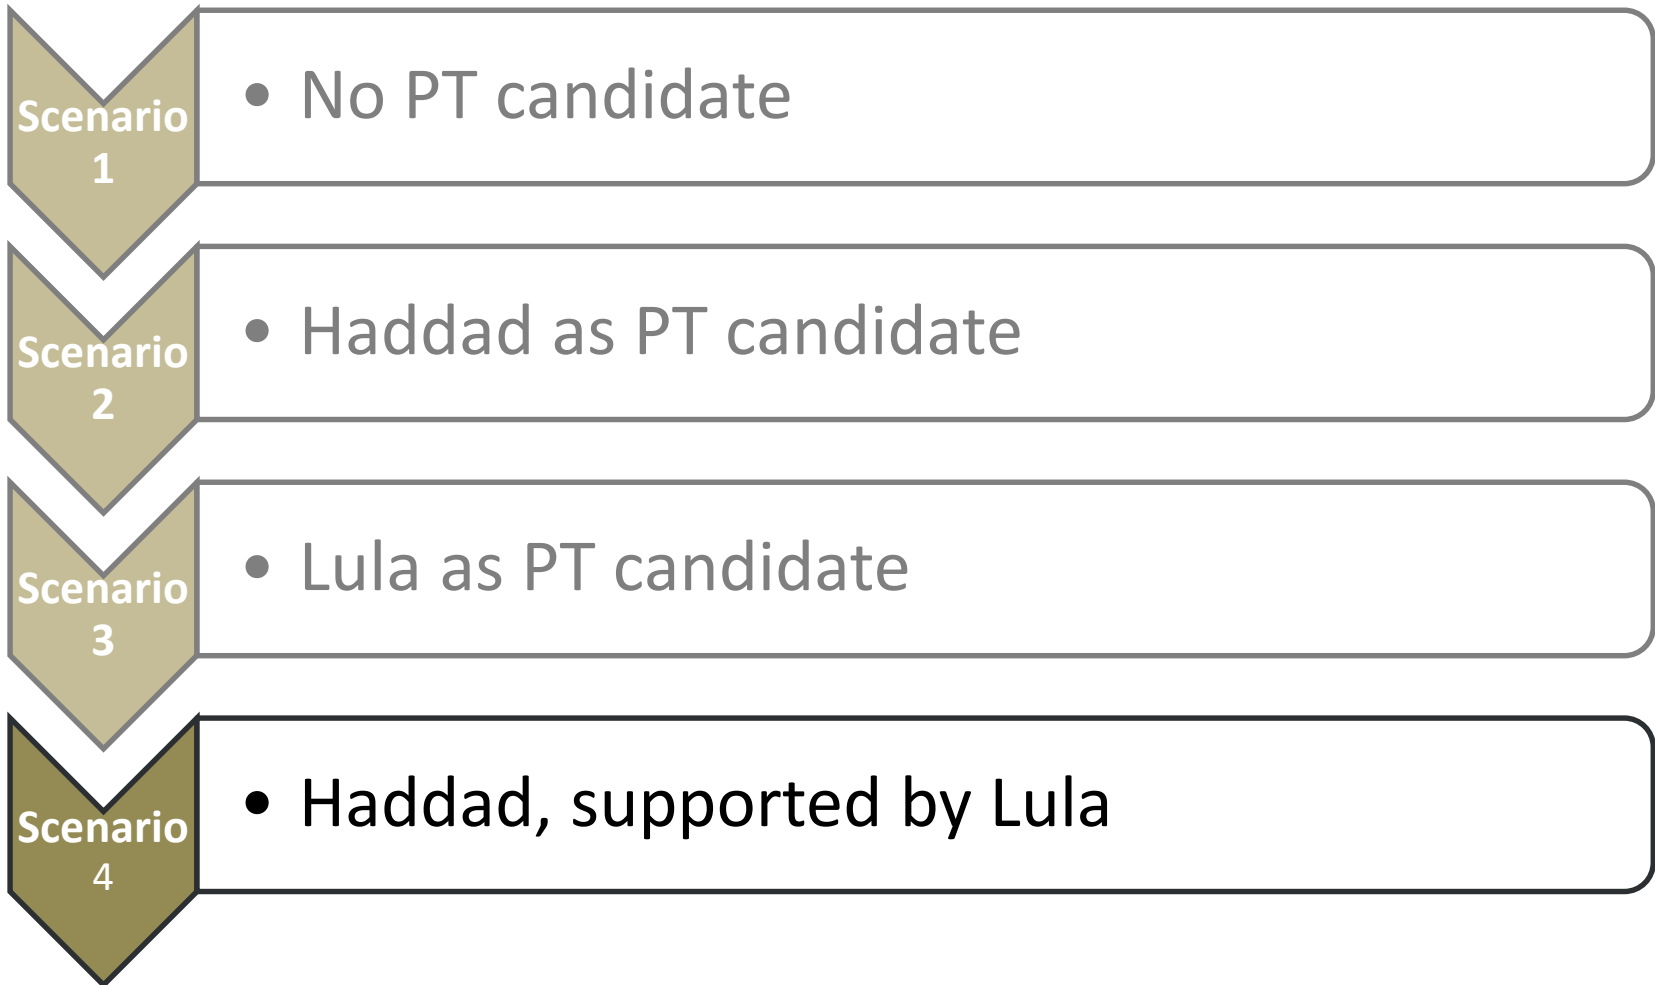 Scenario
1
• No PT candidate
Scenario
2
• Haddad as PT candidate
Scenario
3
• Lula as PT candidate
Scenario
4
• Haddad, supported by Lula